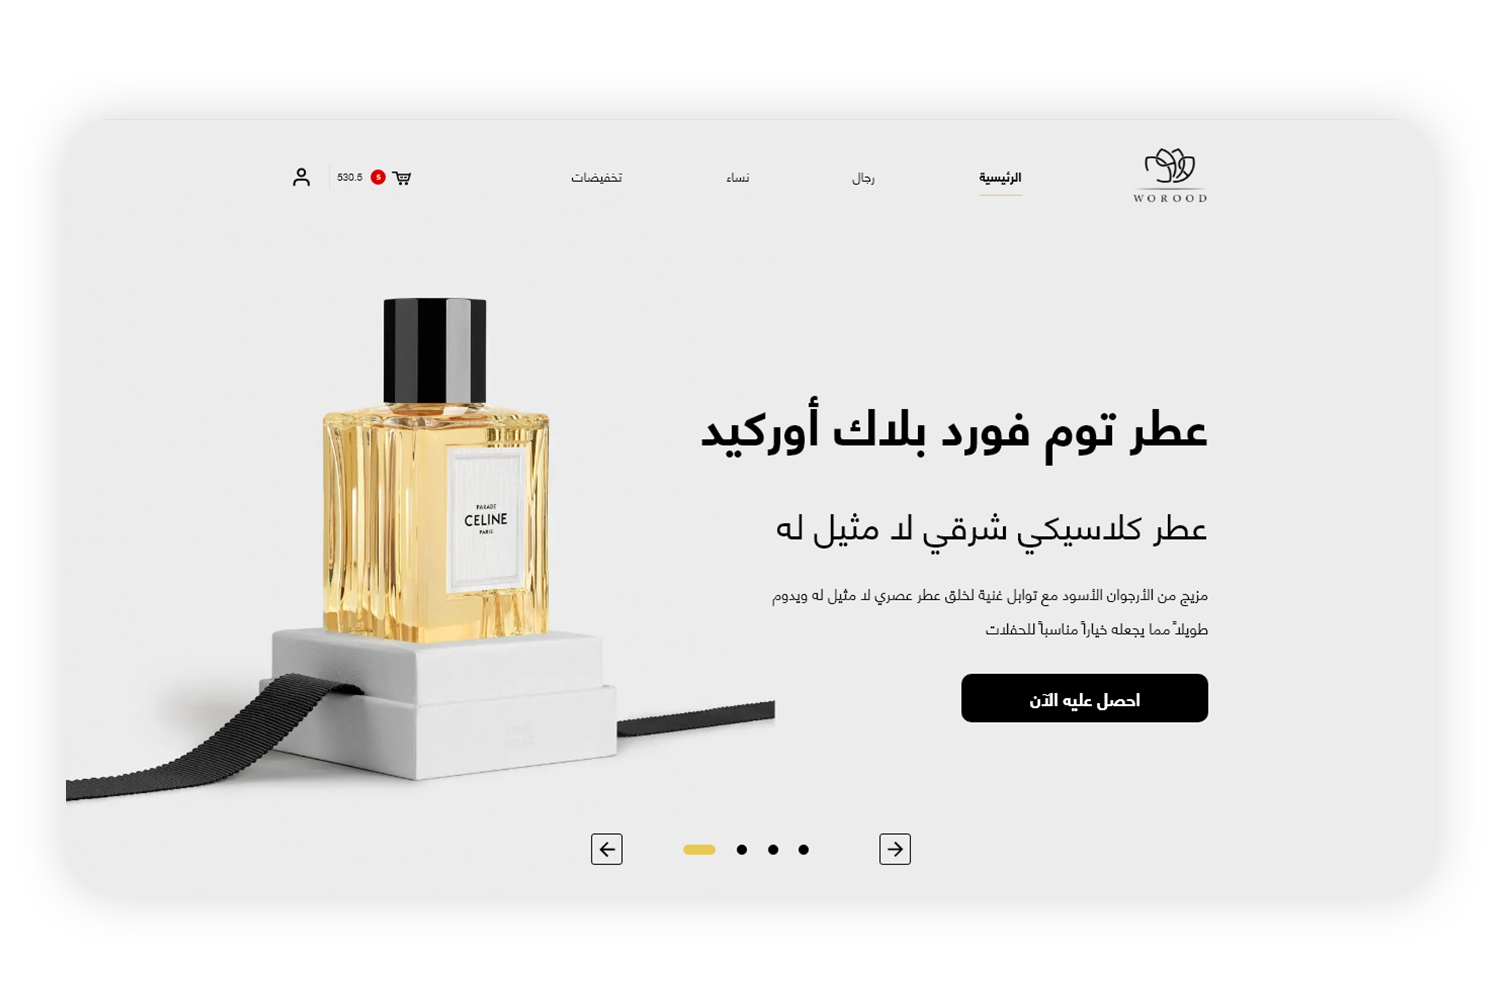 WOROOD
الرئيسية
رجال
نساء
تخفيضات
5
530.5
عطر توم فورد بلاك أوركيد
عطر كلاسيكي شرقي لا مثيل له
مزيج من الأرجوان الأسود مع توابل غنية لخلق عطر عصري لا مثيل له ويدوم
طويلاً مما يجعله خياراً مناسباً للحفلات
احصل عليه الآن
PARADE
CELINE
PARIS